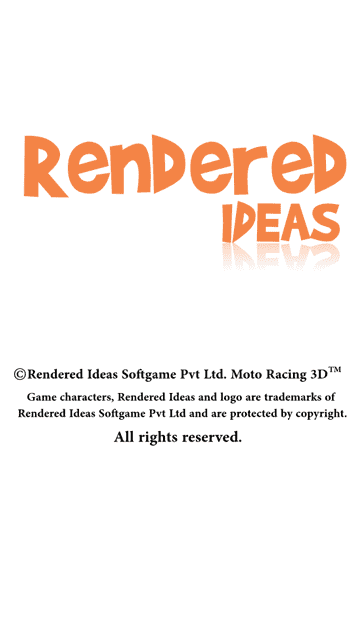 Rendered
IDEAS
©Rendered Ideas Softgame Pvt Ltd. Moto Racing 3D™
Game characters, Rendered Ideas and logo are trademarks of
Rendered Ideas Softgame Pvt Ltd and are protected by copyright.
All rights reserved.